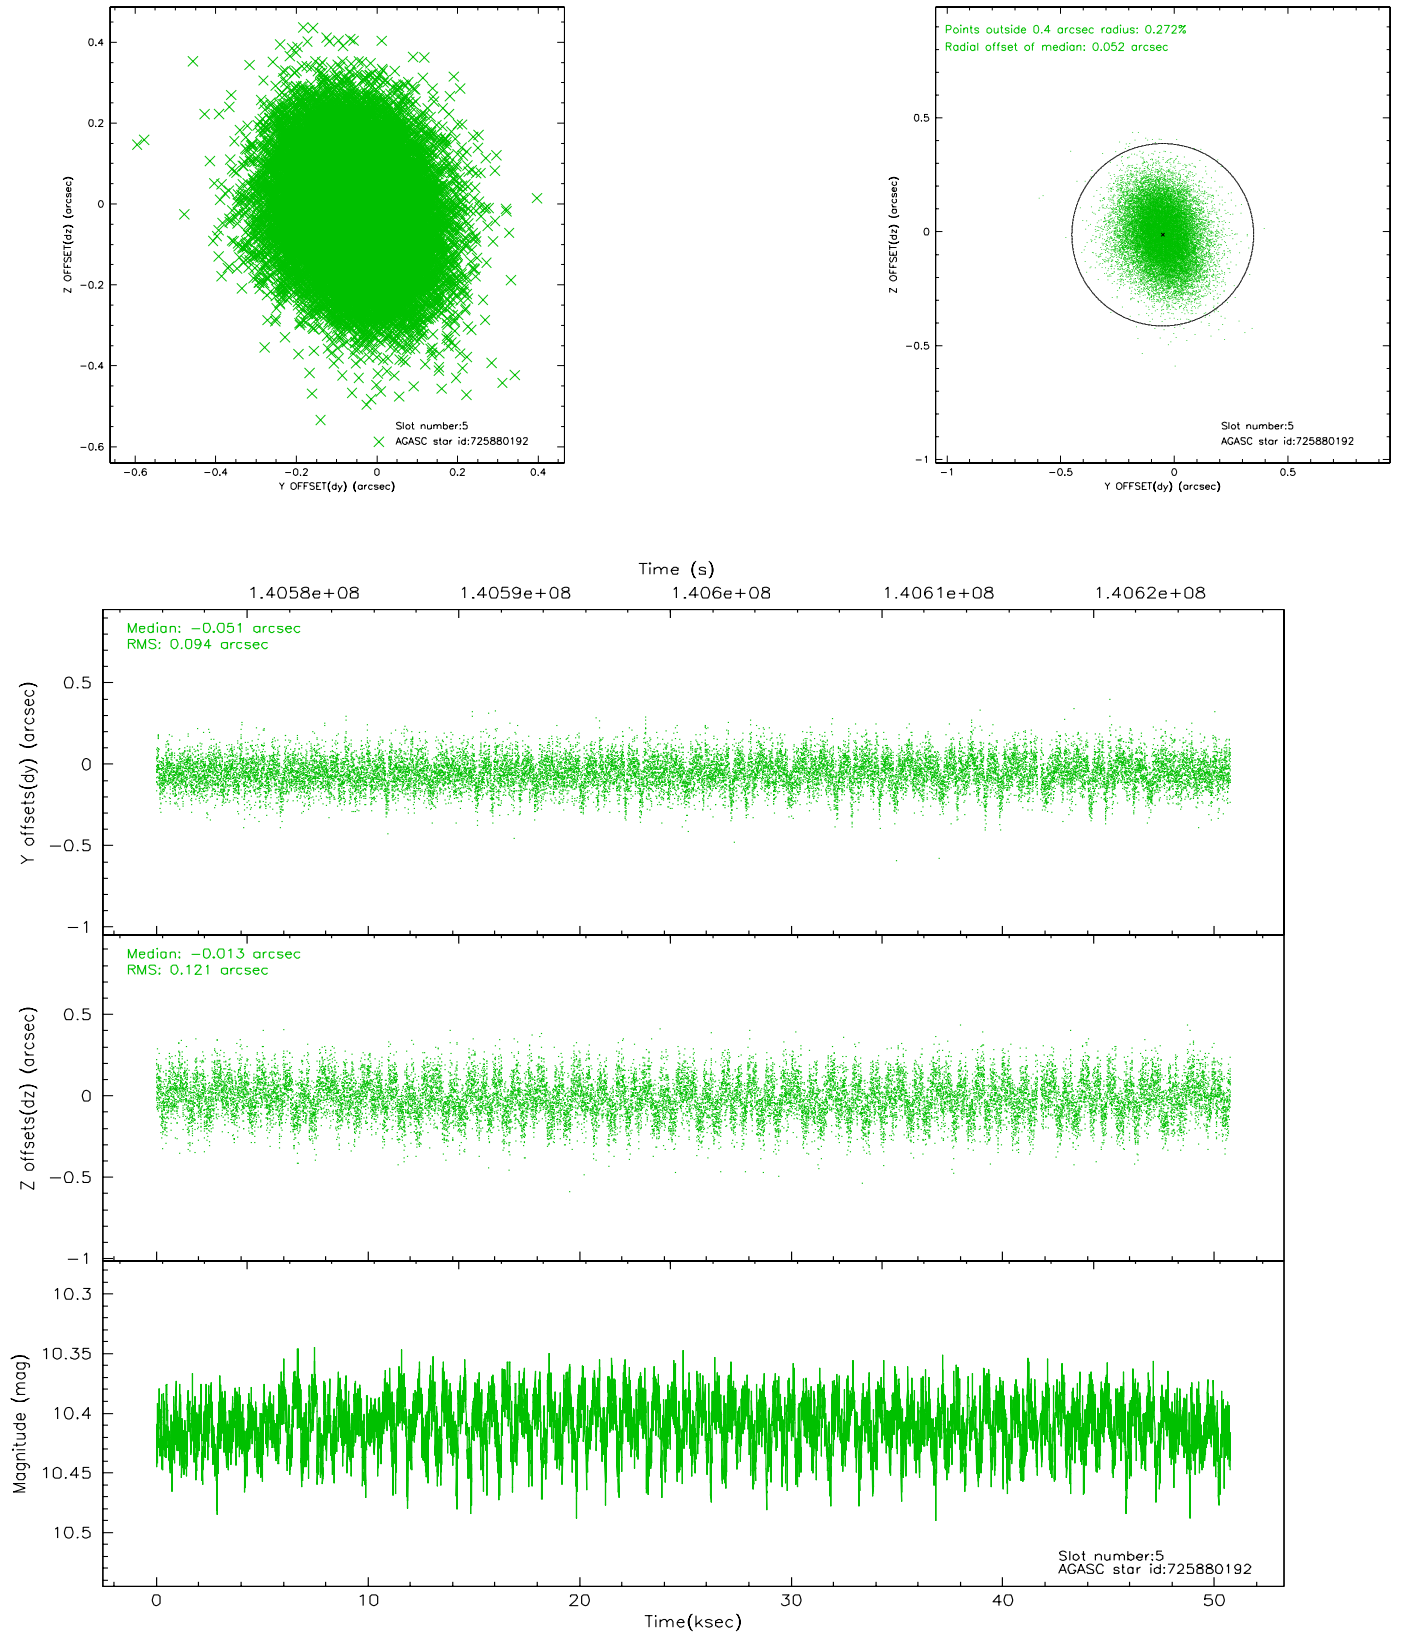 0.4
0.2
0
−0.2
−0.4
−0.6
Z OFFSET(dz) (arcsec)
Slot number:5
AGASC star id:725880192
−0.6 −0.4 −0.2 0 0.2 0.4
Y OFFSET(dy) (arcsec)
Points outside 0.4 arcsec radius: 0.272%
Radial offset of median: 0.052 arcsec
0.5
0
−0.5
−1
Z OFFSET(dz) (arcsec)
Slot number:5
AGASC star id:725880192
−1 −0.5 0 0.5
Y OFFSET(dy) (arcsec)
Time (s)
1.4058e+08 1.4059e+08 1.406e+08 1.4061e+08 1.4062e+08
Median: −0.051 arcsec
RMS: 0.094 arcsec
0.5
0
−0.5
−1
Y offsets(dy) (arcsec)
Median: −0.013 arcsec
RMS: 0.121 arcsec
0.5
0
−0.5
−1
Z offsets(dz) (arcsec)
10.3
10.35
10.4
10.45
10.5
Magnitude (mag)
Slot number:5
AGASC star id:725880192
0 10 20 30 40 50
Time(ksec)